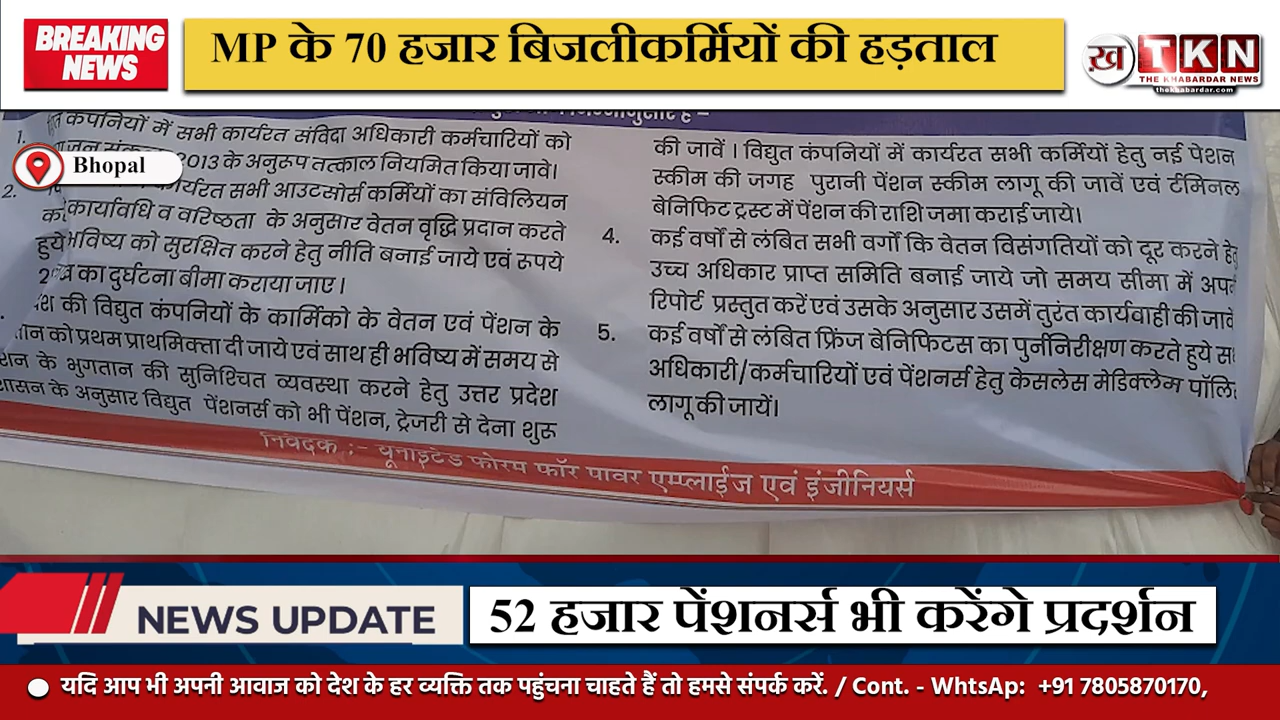 BREAKING
NEWS
MP के 70 हजार बिजलीकर्मियों की हड़ताल
ख़ TKN
THE KHABARDAR NEWS
thekhabardar.com
Bhopal
1. कंपनियों में सभी कार्यरत संविदा अधिकारी कर्मचारियों को
2013 के अनुरूप तत्काल नियमित किया जावे।
2. कार्यरत सभी आउटसोर्स कर्मियों का संविलियन
कार्यावधि व वरिष्ठता के अनुसार वेतन वृद्धि प्रदान करते
हुये भविष्य को सुरक्षित करने हेतु नीति बनाई जाये एवं रूपये
का दुर्घटना बीमा कराया जाए।
की विद्युत कंपनियों के कार्मिको के वेतन एवं पेंशन के
को प्रथम प्राथमिक्ता दी जाये एवं साथ ही भविष्य में समय से
के भुगतान की सुनिश्चित व्यवस्था करने हेतु उत्तर प्रदेश
के अनुसार विद्युत पेंशनर्स को भी पेंशन, ट्रेजरी से देना शुरू
की जावें। विद्युत कंपनियों में कार्यरत सभी कर्मियों हेतु नई पेंशन
स्कीम की जगह पुरानी पेंशन स्कीम लागू की जावें एवं र्टमिनल
बेनिफिट ट्रस्ट में पेंशन की राशि जमा कराई जाये।
4. कई वर्षो से लंबित सभी वर्गो कि वेतन विसंगतियों को दूर करने
उच्च अधिकार प्राप्त समिति बनाई जाये जो समय सीमा में
रिपोर्ट प्रस्तुत करें एवं उसके अनुसार उसमें तुरंत कार्यवाही की
5. कई वर्षो से लंबित फ्रिंज बेनिफिटस का पुर्ननिरीक्षण करते हुये
अधिकारी/कर्मचारियों एवं पेंशनर्स हेतु केसलेस मेडिक्लेम
लागू की जायें।
निवेदक :- यूनाइटेड फोरम फॉर पावर एम्प्लाईज एवं इंजीनियर्स
NEWS UPDATE
52 हजार पेंशनर्स भी करेंगे प्रदर्शन
यदि आप भी अपनी आवाज को देश के हर व्यक्ति तक पहुंचना चाहते हैं तो हमसे संपर्क करें. / Cont. - WhtsAp: +91 7805870170,